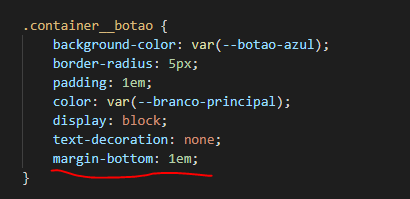 .container__botao {
background-color: var(--botao-azul);
border-radius: 5px;
padding: 1em;
color: var(--branco-principal);
display: block;
text-decoration: none;
margin-bottom: 1em;
}